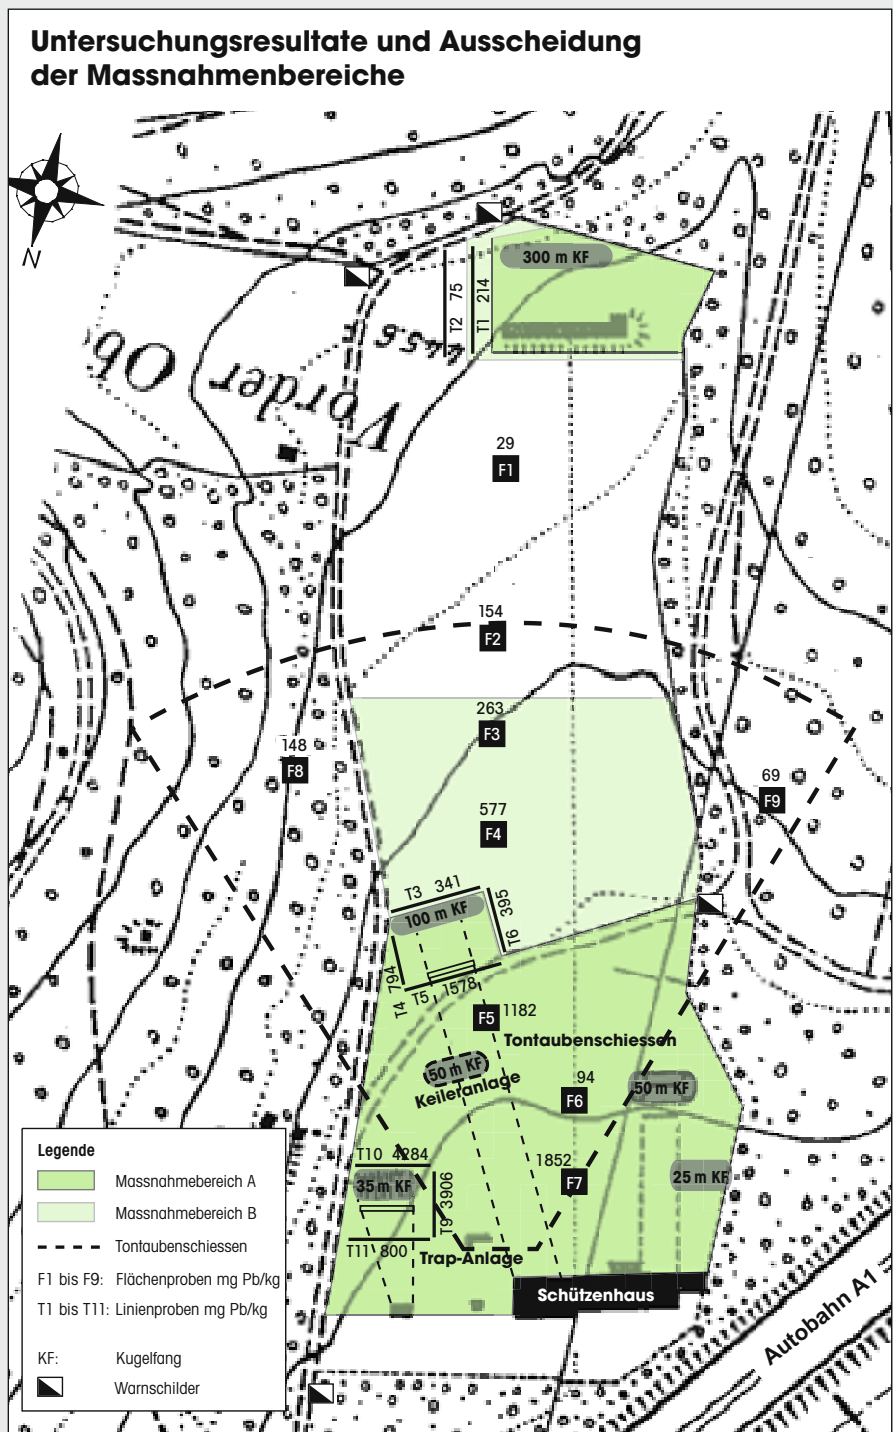 Untersuchungsresultate und Ausscheidung
der Massnahmenbereiche
N
300 m KF
T2 75
T1 214
445.6
Vorder Ob
29
F1
154
F2
263
F3
148
F8
69
F9
577
F4
T3 341
100 m KF
T6 395
T4 794
T5 1578
F5 1182
Tontaubenschiessen
50 m KF
Keileranlage
94
F6
50 m KF
1852
F7
25 m KF
T10 4284
35 m KF
T9 3906
T11 800
Trap-Anlage
Schützenhaus
Autobahn A1
Legende
Massnahmebereich A
Massnahmebereich B
Tontaubenschiessen
F1 bis F9: Flächenproben mg Pb/kg
T1 bis T11: Linienproben mg Pb/kg
KF: Kugelfang
Warnschilder